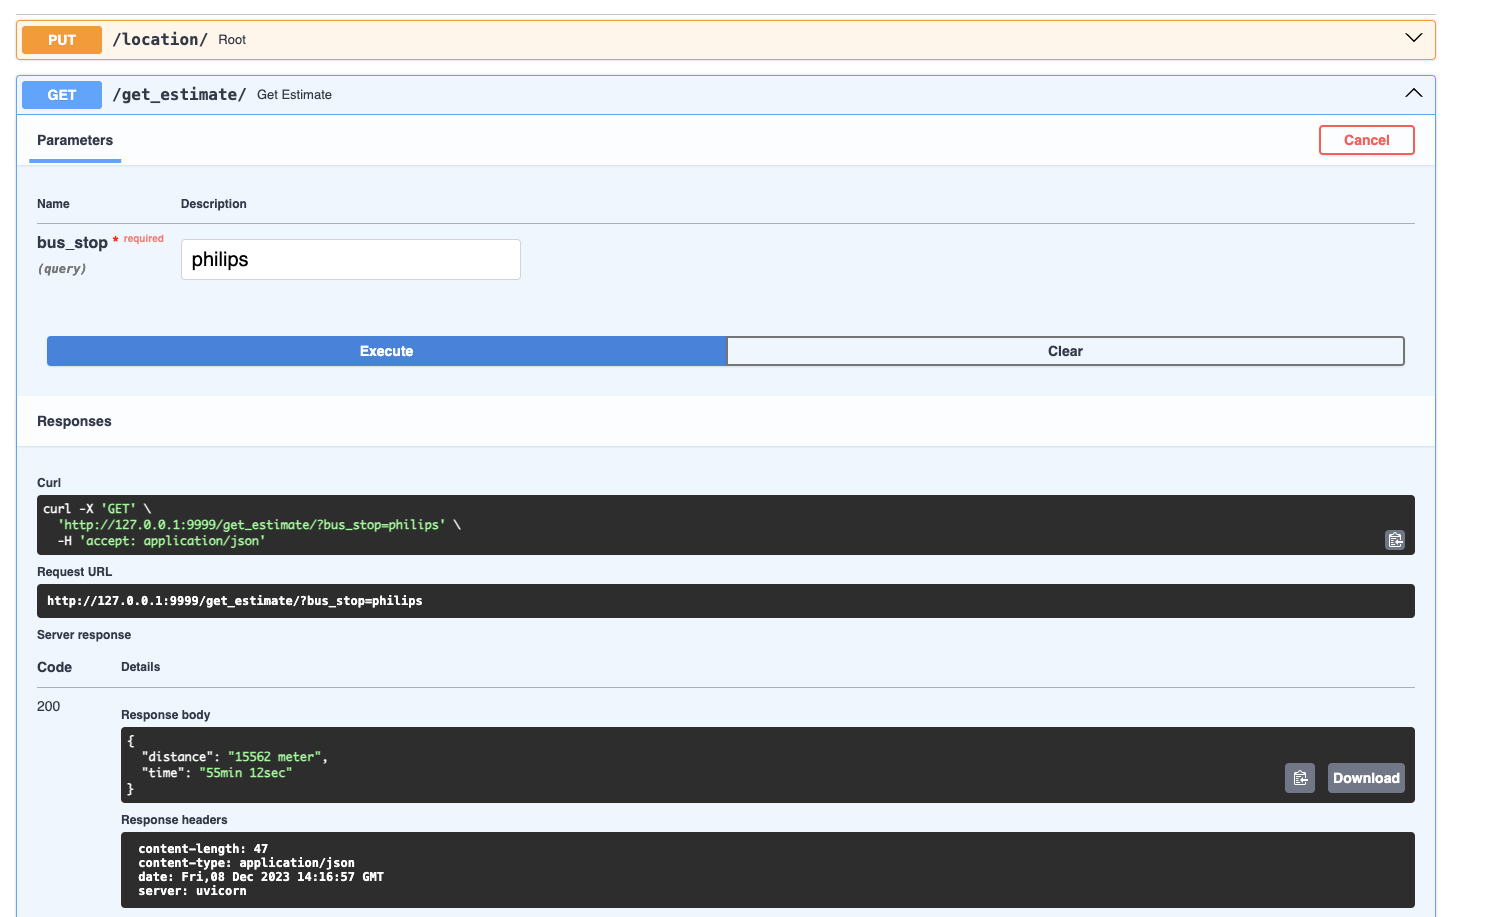 PUT /location/ Root
GET /get_estimate/ Get Estimate
Parameters
Cancel
Name Description
bus_stop * required
(query)
philips
Execute Clear
Responses
Curl
curl -X 'GET' \
'http://127.0.0.1:9999/get_estimate/?bus_stop=philips' \
-H 'accept: application/json'
Request URL
http://127.0.0.1:9999/get_estimate/?bus_stop=philips
Server response
Code Details
200
Response body
{
"distance": "15562 meter",
"time": "55min 12sec"
}
Download
Response headers
content-length: 47
content-type: application/json
date: Fri,08 Dec 2023 14:16:57 GMT
server: uvicorn